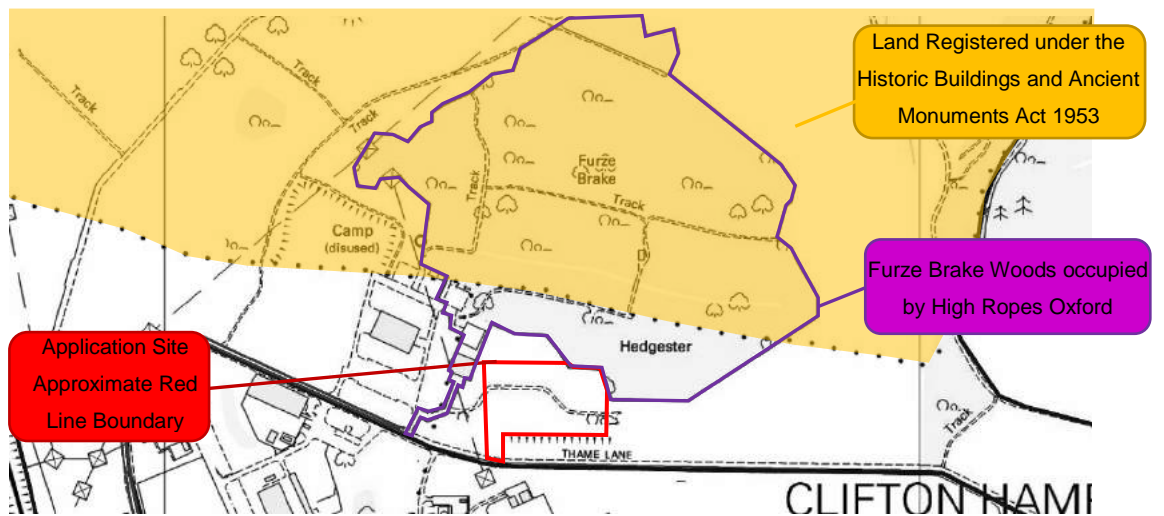 Land Registered under the
Historic Buildings and Ancient
Monuments Act 1953
Track
Track
Track
Furze
Brake
Track
Track
Camp
(disused)
Furze Brake Woods occupied
by High Ropes Oxford
Application Site
Approximate Red
Line Boundary
Hedgester
Track
THAME LANE
CLIFTON HAM